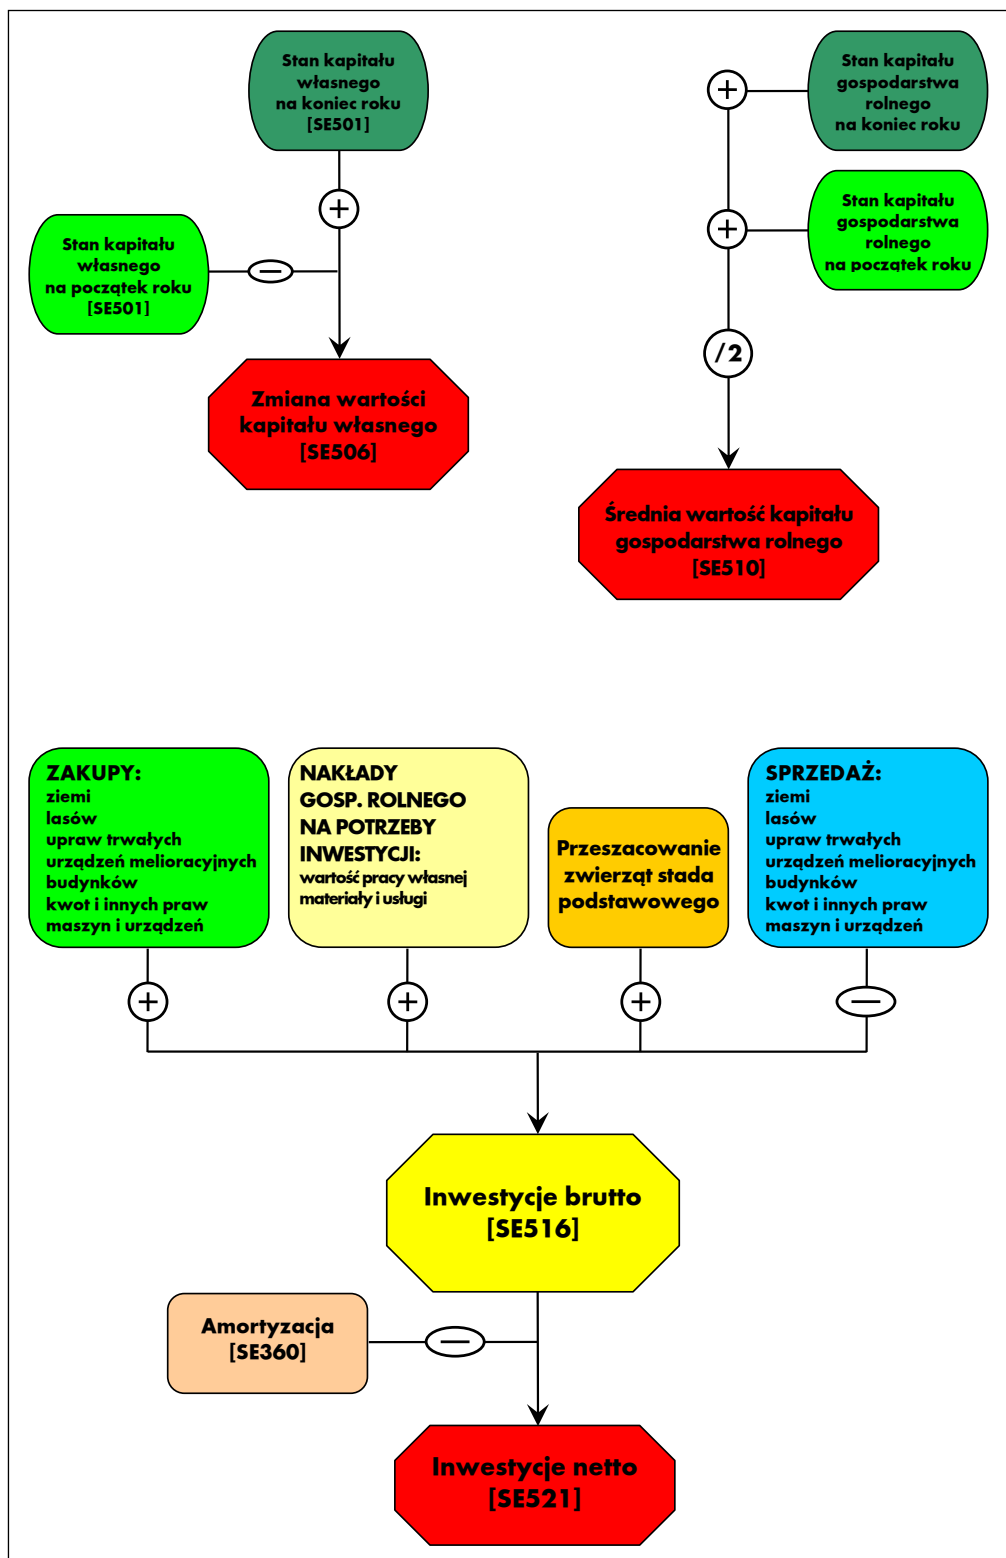 Stan kapitału
własnego
na koniec roku
[SE501]
+
Stan kapitału
własnego
na początek roku
[SE501]
−
Zmiana wartości
kapitału własnego
[SE506]
Stan kapitału
gospodarstwa
rolnego
na koniec roku
+
Stan kapitału
gospodarstwa
rolnego
na początek roku
+
/2
Średnia wartość kapitału
gospodarstwa rolnego
[SE510]
ZAKUPY:
ziemi
lasów
upraw trwałych
urządzeń melioracyjnych
budynków
kwot i innych praw
maszyn i urządzeń
NAKŁADY
GOSP. ROLNEGO
NA POTRZEBY
INWESTYCJI:
wartość pracy własnej
materiały i usługi
Przeszacowanie
zwierząt stada
podstawowego
SPRZEDAŻ:
ziemi
lasów
upraw trwałych
urządzeń melioracyjnych
budynków
kwot i innych praw
maszyn i urządzeń
+
+
+
−
Inwestycje brutto
[SE516]
Amortyzacja
[SE360]
−
Inwestycje netto
[SE521]